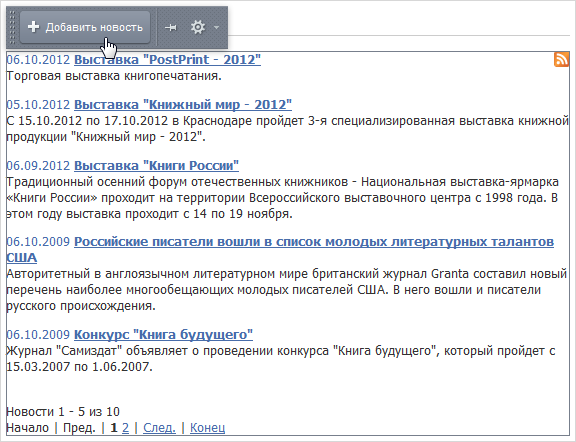 Добавить новость
06.10.2012 Выставка "PostPrint - 2012"
Торговая выставка книгопечатания.
05.10.2012 Выставка "Книжный мир - 2012"
С 15.10.2012 по 17.10.2012 в Краснодаре пройдет 3-я специализированная выставка книжной
продукции "Книжный мир - 2012".
06.09.2012 Выставка "Книги России"
Традиционный осенний форум отечественных книжников - Национальная выставка-ярмарка
«Книги России» проходит на территории Всероссийского выставочного центра с 1998 года. В
этом году выставка проходит с 14 по 19 ноября.
06.10.2009 Российские писатели вошли в список молодых литературных талантов
США
Авторитетный в англоязычном литературном мире британский журнал Granta составил новый
перечень наиболее многообещающих молодых писателей США. В него вошли и писатели
русского происхождения.
06.10.2009 Конкурс "Книга будущего"
Журнал "Самиздат" объявляет о проведении конкурса "Книга будущего", который пройдет с
15.03.2007 по 1.06.2007.
Новости 1 - 5 из 10
Начало | Пред. | 1 2 | След. | Конец